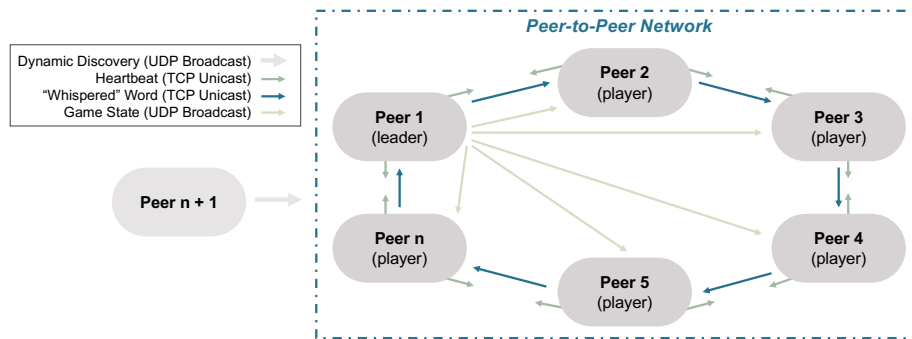 Peer-to-Peer Network
Dynamic Discovery (UDP Broadcast)
Heartbeat (TCP Unicast)
“Whispered” Word (TCP Unicast)
Game State (UDP Broadcast)
Peer 1
(leader)
Peer 2
(player)
Peer 3
(player)
Peer n + 1
Peer n
(player)
Peer 5
(player)
Peer 4
(player)